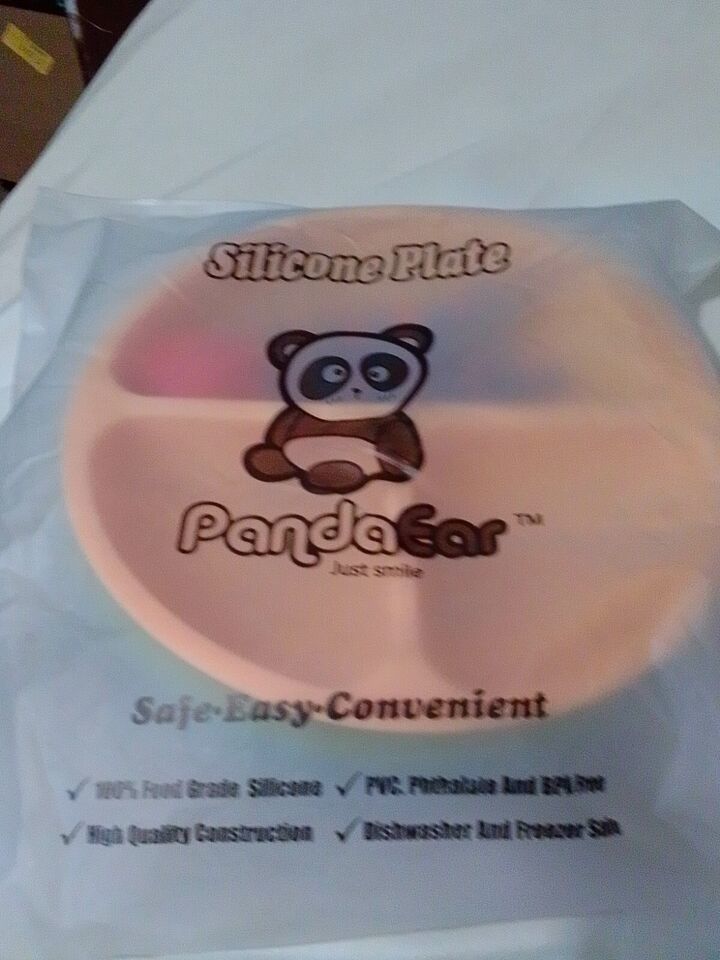 Silicone Plate
PandaEar™
Just smile
Safe·Easy·Convenient
✓ 100% Food Grade Silicone ✓ PVC, Phthalate And BPA Free
✓ High Quality Construction ✓ Dishwasher And Freezer Safe